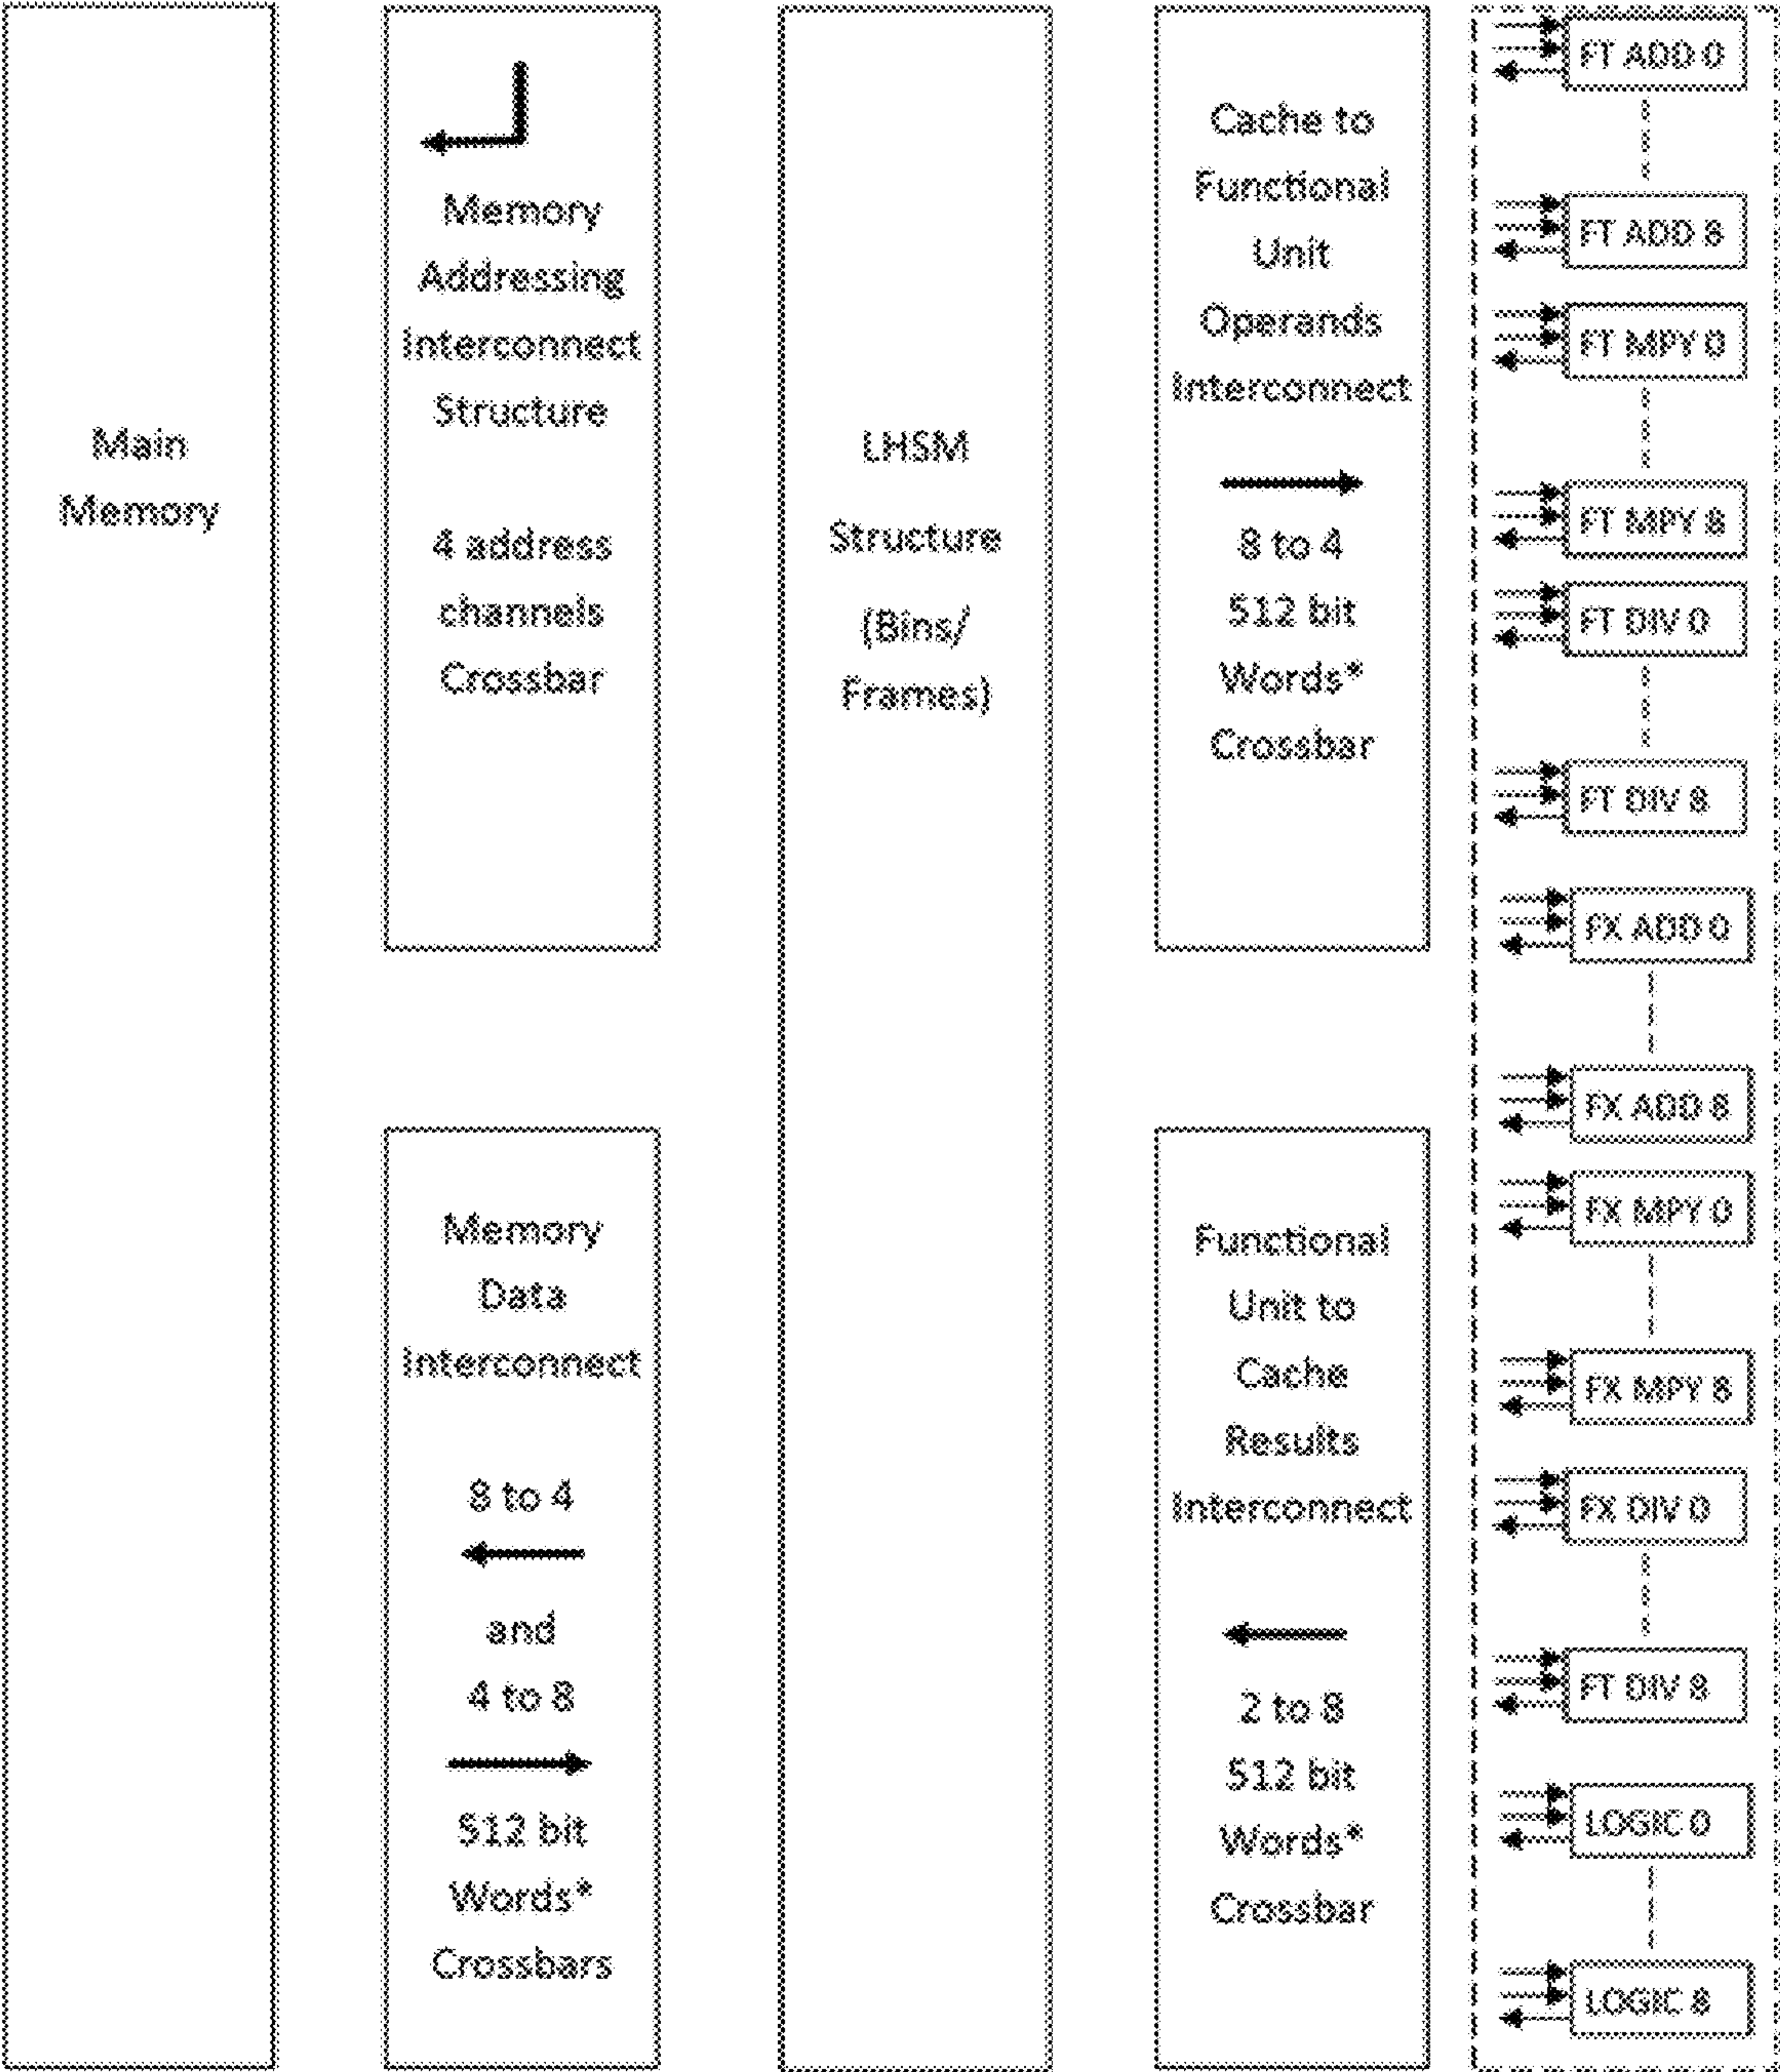 Main
Memory
Memory
Addressing
Interconnect
Structure
4 address
channels
Crossbar
Memory
Data
Interconnect
8 to 4
and
4 to 8
512 bit
Words*
Crossbars
LHSM
Structure
(Bins/
Frames)
Cache to
Functional
Unit
Operands
Interconnect
8 to 4
512 bit
Words*
Crossbar
Functional
Unit to
Cache
Results
Interconnect
2 to 8
512 bit
Words*
Crossbar
FT ADD 0
FT ADD 8
FT MPY 0
FT MPY 8
FT DIV 0
FT DIV 8
FX ADD 0
FX ADD 8
FX MPY 0
FX MPY 8
FX DIV 0
FT DIV 8
LOGIC 0
LOGIC 8